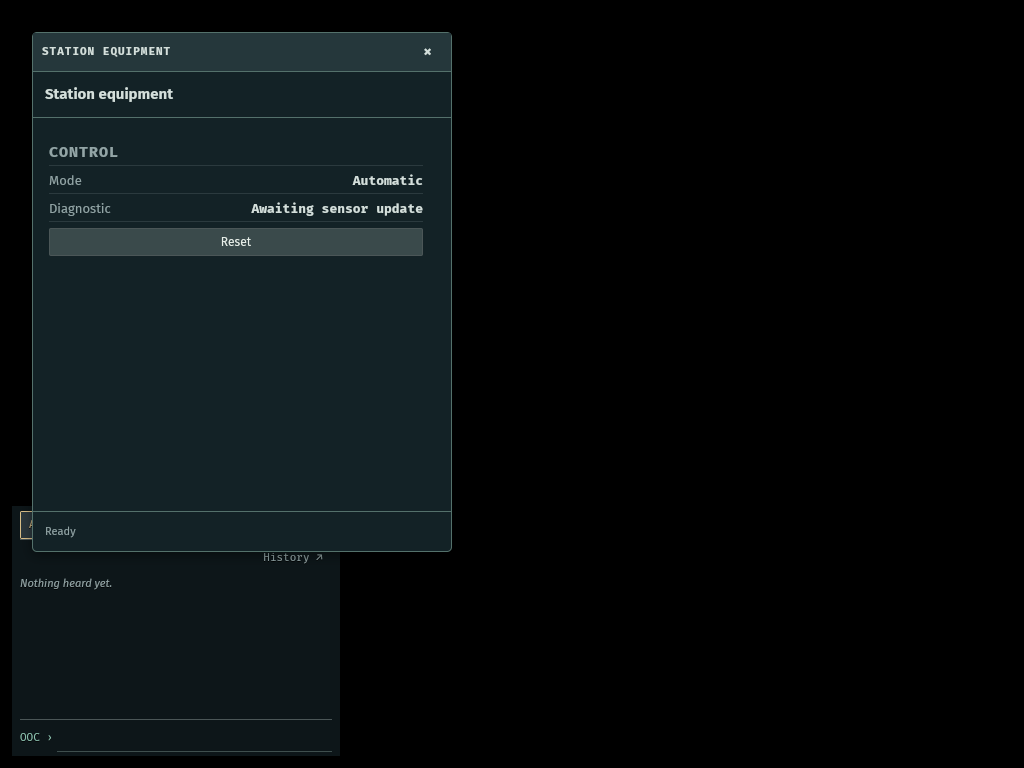 STATION EQUIPMENT ✖
Station equipment
CONTROL
Mode Automatic
Diagnostic Awaiting sensor update
Reset
Ready
History ↗
Nothing heard yet.
OOC ›